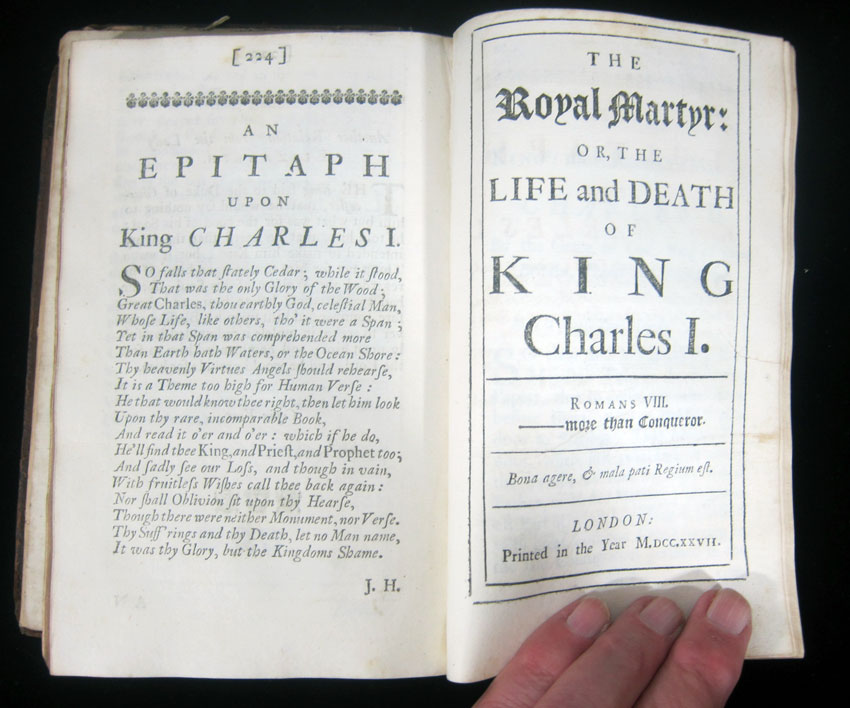 [ 224 ]
AN
EPITAPH
UPON
King CHARLES I.
SO falls that ſtately Cedar; while it ſtood,
That was the only Glory of the Wood;
Great Charles, thou earthly God, celeſtial Man,
Whoſe Life, like others, tho' it were a Span;
Yet in that Span was comprehended more
Than Earth hath Waters, or the Ocean Shore:
Thy heavenly Virtues Angels ſhould rehearſe,
It is a Theme too high for Human Verſe:
He that would know thee right, then let him look
Upon thy rare, incomparable Book,
And read it o'er and o'er: which if he do,
He'll find thee King, and Prieſt, and Prophet too;
And ſadly ſee our Loſs, and though in vain,
With fruitleſs Wiſhes call thee back again:
Nor ſhall Oblivion ſit upon thy Hearſe,
Though there were neither Monument, nor Verſe.
Thy Suff'rings and thy Death, let no Man name,
It was thy Glory, but the Kingdoms Shame.
J. H.
THE
Royal Martyr:
OR, THE
LIFE and DEATH
OF
KING
Charles I.
ROMANS VIII.
——more than Conqueror.
Bona agere, & mala pati Regium eſt.
LONDON:
Printed in the Year M.DCC.XXVII.